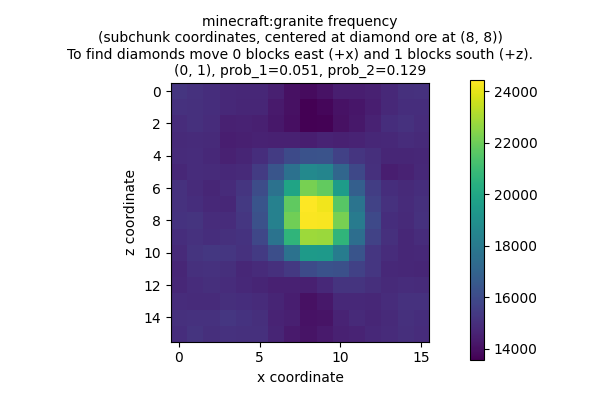 minecraft:granite frequency
(subchunk coordinates, centered at diamond ore at (8, 8))
To find diamonds move 0 blocks east (+x) and 1 blocks south (+z).
(0, 1), prob_1=0.051, prob_2=0.129
z coordinate
0
2
4
6
8
10
12
14
0 5 10 15
x coordinate
24000
22000
20000
18000
16000
14000